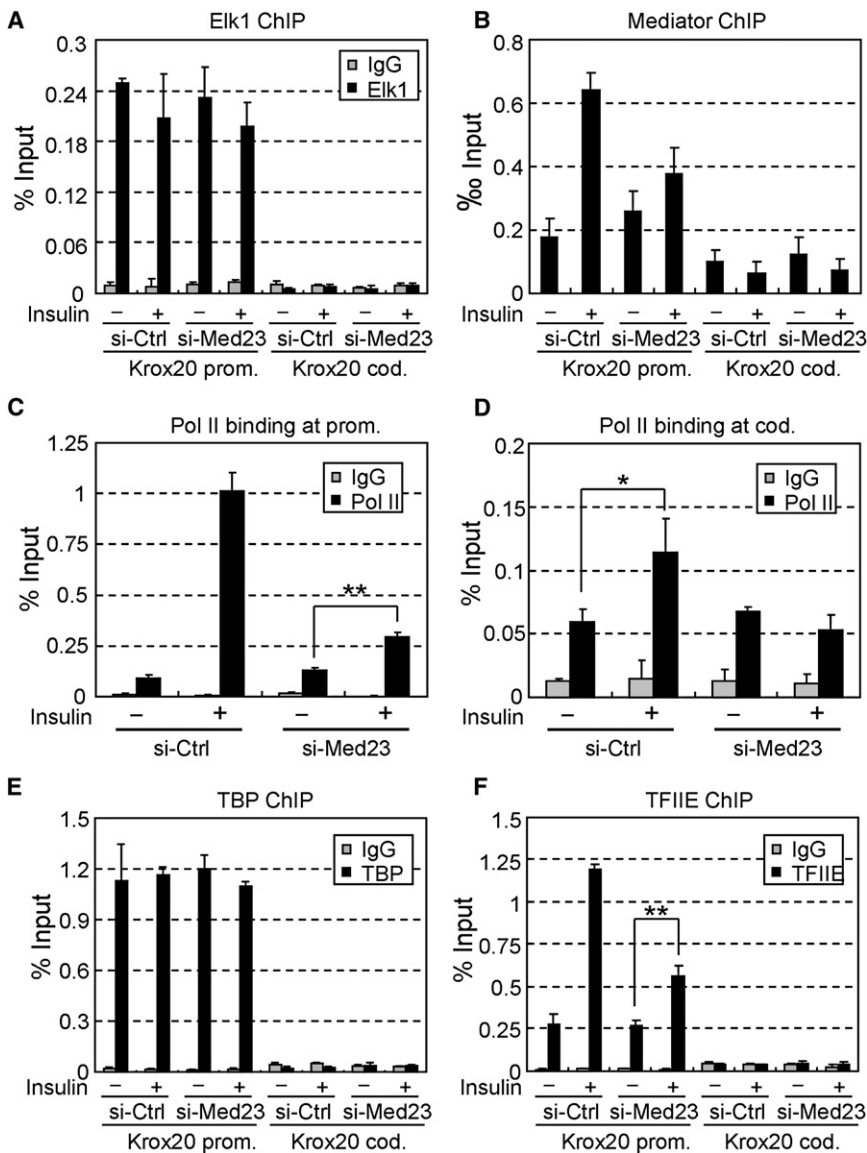 A
Elk1 ChIP
% Input
0.3
0.24
0.18
0.12
0.06
0
IgG
Elk1
Insulin − + − + − + − +
si-Ctrl si-Med23 si-Ctrl si-Med23
Krox20 prom. Krox20 cod.
B
Mediator ChIP
‰ Input
0.8
0.6
0.4
0.2
0
− + − + − + − +
Insulin
si-Ctrl si-Med23 si-Ctrl si-Med23
Krox20 prom. Krox20 cod.
C
Pol II binding at prom.
% Input
1.25
1
0.75
0.5
0.25
0
IgG
Pol II
**
Insulin − + − +
si-Ctrl si-Med23
D
Pol II binding at cod.
% Input
0.2
0.15
0.1
0.05
0
IgG
Pol II
*
Insulin − + − +
si-Ctrl si-Med23
E
TBP ChIP
% Input
1.5
1.2
0.9
0.6
0.3
0
IgG
TBP
Insulin − + − + − + − +
si-Ctrl si-Med23 si-Ctrl si-Med23
Krox20 prom. Krox20 cod.
F
TFIIE ChIP
% Input
1.5
1.25
1
0.75
0.5
0.25
0
IgG
TFIIE
**
Insulin − + − + − + − +
si-Ctrl si-Med23 si-Ctrl si-Med23
Krox20 prom. Krox20 cod.